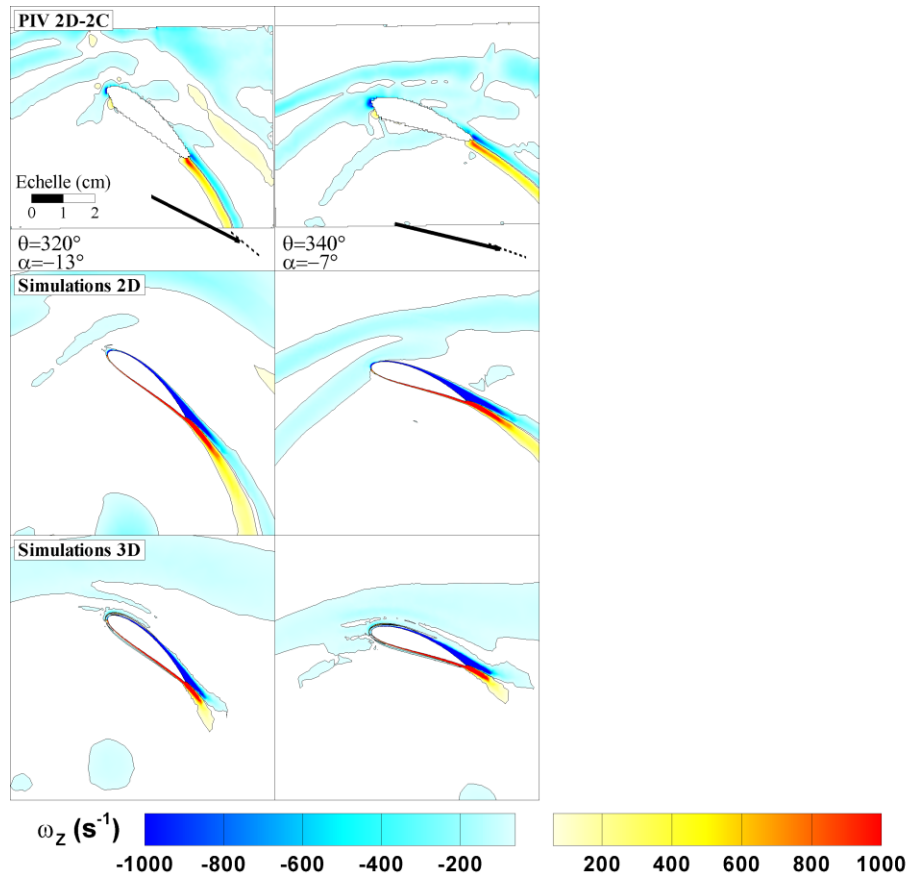 PIV 2D-2C
Echelle (cm)
0 1 2
θ=320°
α=−13°
θ=340°
α=−7°
Simulations 2D
Simulations 3D
ωz (s⁻¹)
-1000 -800 -600 -400 -200
200 400 600 800 1000